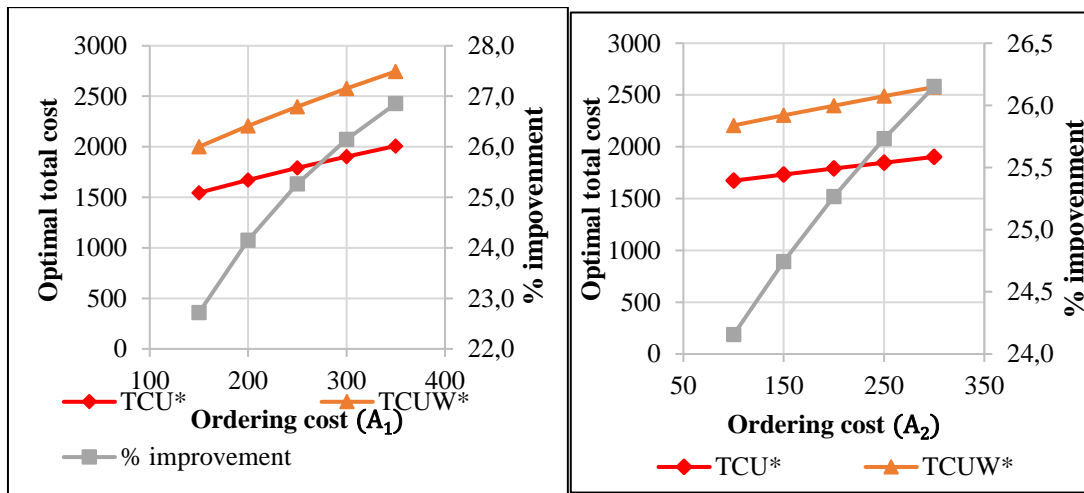 Optimal total cost
3000
2500
2000
1500
1000
500
0
28,0
27,0
26,0
25,0
24,0
23,0
22,0
% impovenment
100 200 300 400
Ordering cost (A₁)
TCU* TCUW*
% improvement
Optimal total cost
3000
2500
2000
1500
1000
500
0
26,5
26,0
25,5
25,0
24,5
24,0
% impovenment
50 150 250 350
Ordering cost (A₂)
TCU* TCUW*